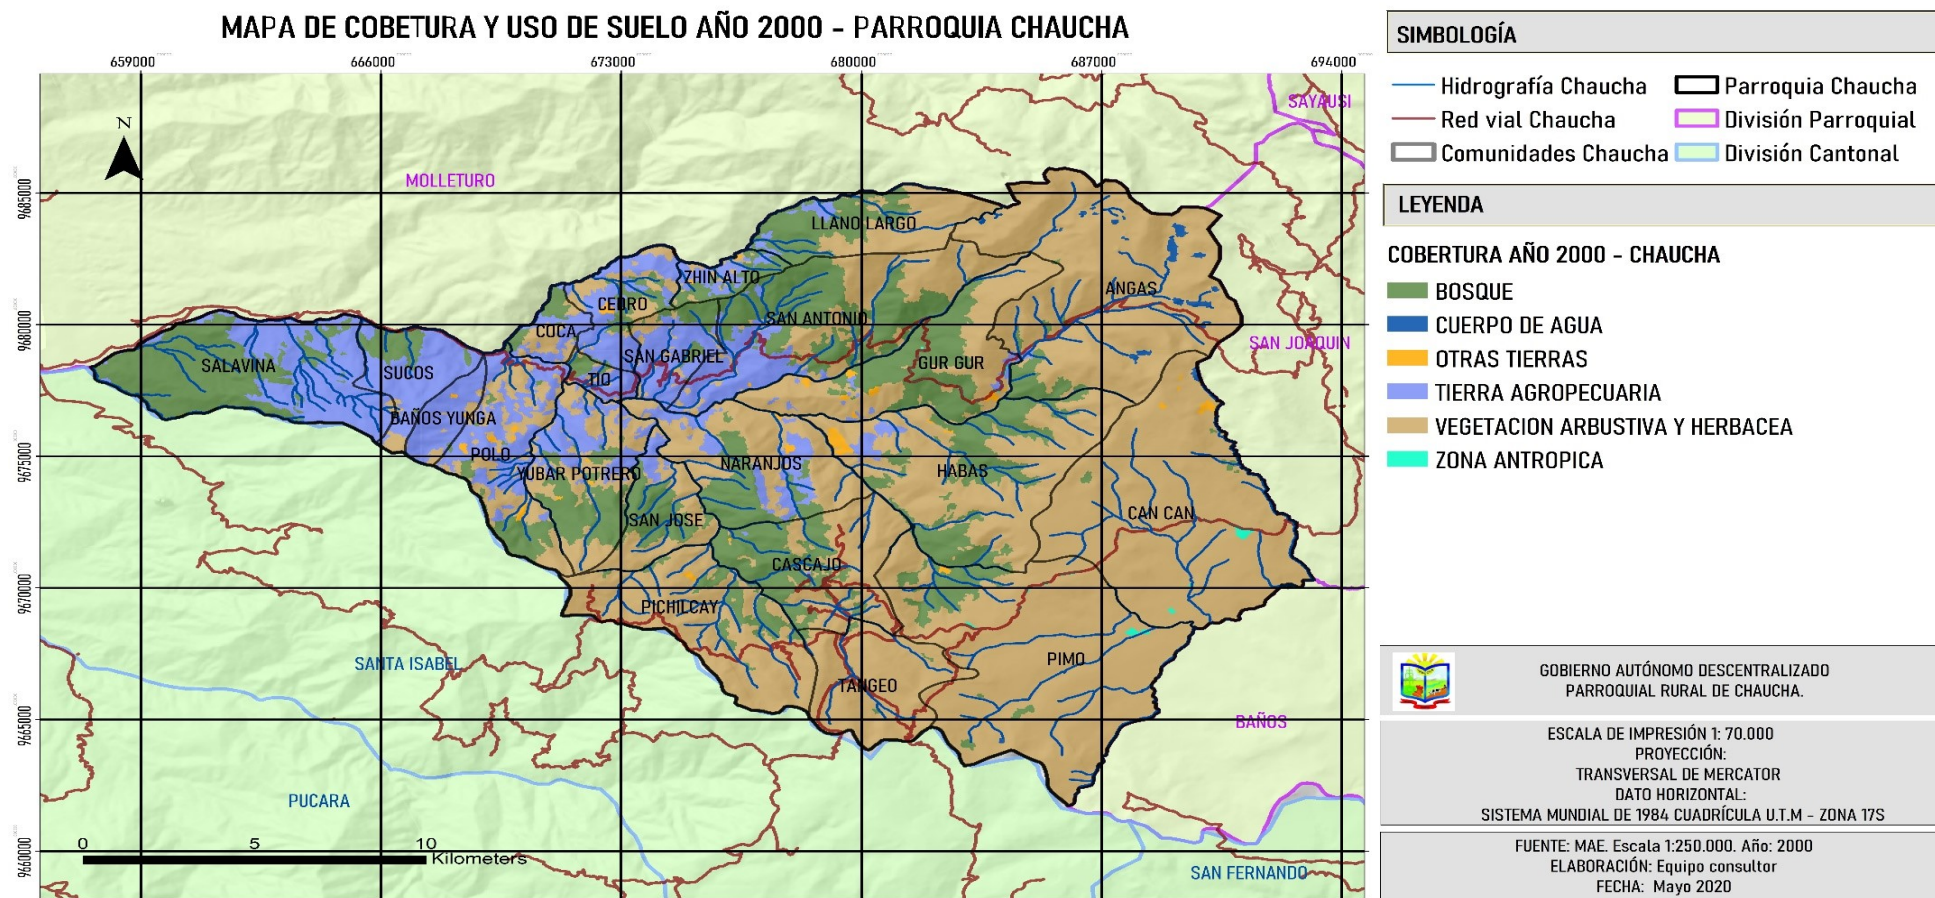 MAPA DE COBETURA Y USO DE SUELO AÑO 2000 - PARROQUIA CHAUCHA
659000
666000
673000
680000
687000
694000
9685000
9680000
9675000
9670000
9665000
9660000
N
MOLLETURO
SAYAUSI
SAN JOAQUIN
BAÑOS
SANTA ISABEL
PUCARA
SAN FERNANDO
LLANO LARGO
ZHIN ALTO
CEDRO
ANGAS
COCA
SAN ANTONIO
SALAVINA
SUCOS
SAN GABRIEL
TIO
GUR GUR
BAÑOS YUNGA
POLO
YUBAR POTRERO
NARANJOS
HABAS
SAN JOSE
CAN CAN
CASCAJO
PICHILCAY
PIMO
TANGEO
0 5 10
Kilometers
SIMBOLOGÍA
Hidrografía Chaucha
Parroquia Chaucha
Red vial Chaucha
División Parroquial
Comunidades Chaucha
División Cantonal
LEYENDA
COBERTURA AÑO 2000 - CHAUCHA
BOSQUE
CUERPO DE AGUA
OTRAS TIERRAS
TIERRA AGROPECUARIA
VEGETACION ARBUSTIVA Y HERBACEA
ZONA ANTROPICA
GOBIERNO AUTÓNOMO DESCENTRALIZADO
PARROQUIAL RURAL DE CHAUCHA.
ESCALA DE IMPRESIÓN 1: 70.000
PROYECCIÓN:
TRANSVERSAL DE MERCATOR
DATO HORIZONTAL:
SISTEMA MUNDIAL DE 1984 CUADRÍCULA U.T.M - ZONA 17S
FUENTE: MAE. Escala 1:250.000. Año: 2000
ELABORACIÓN: Equipo consultor
FECHA: Mayo 2020